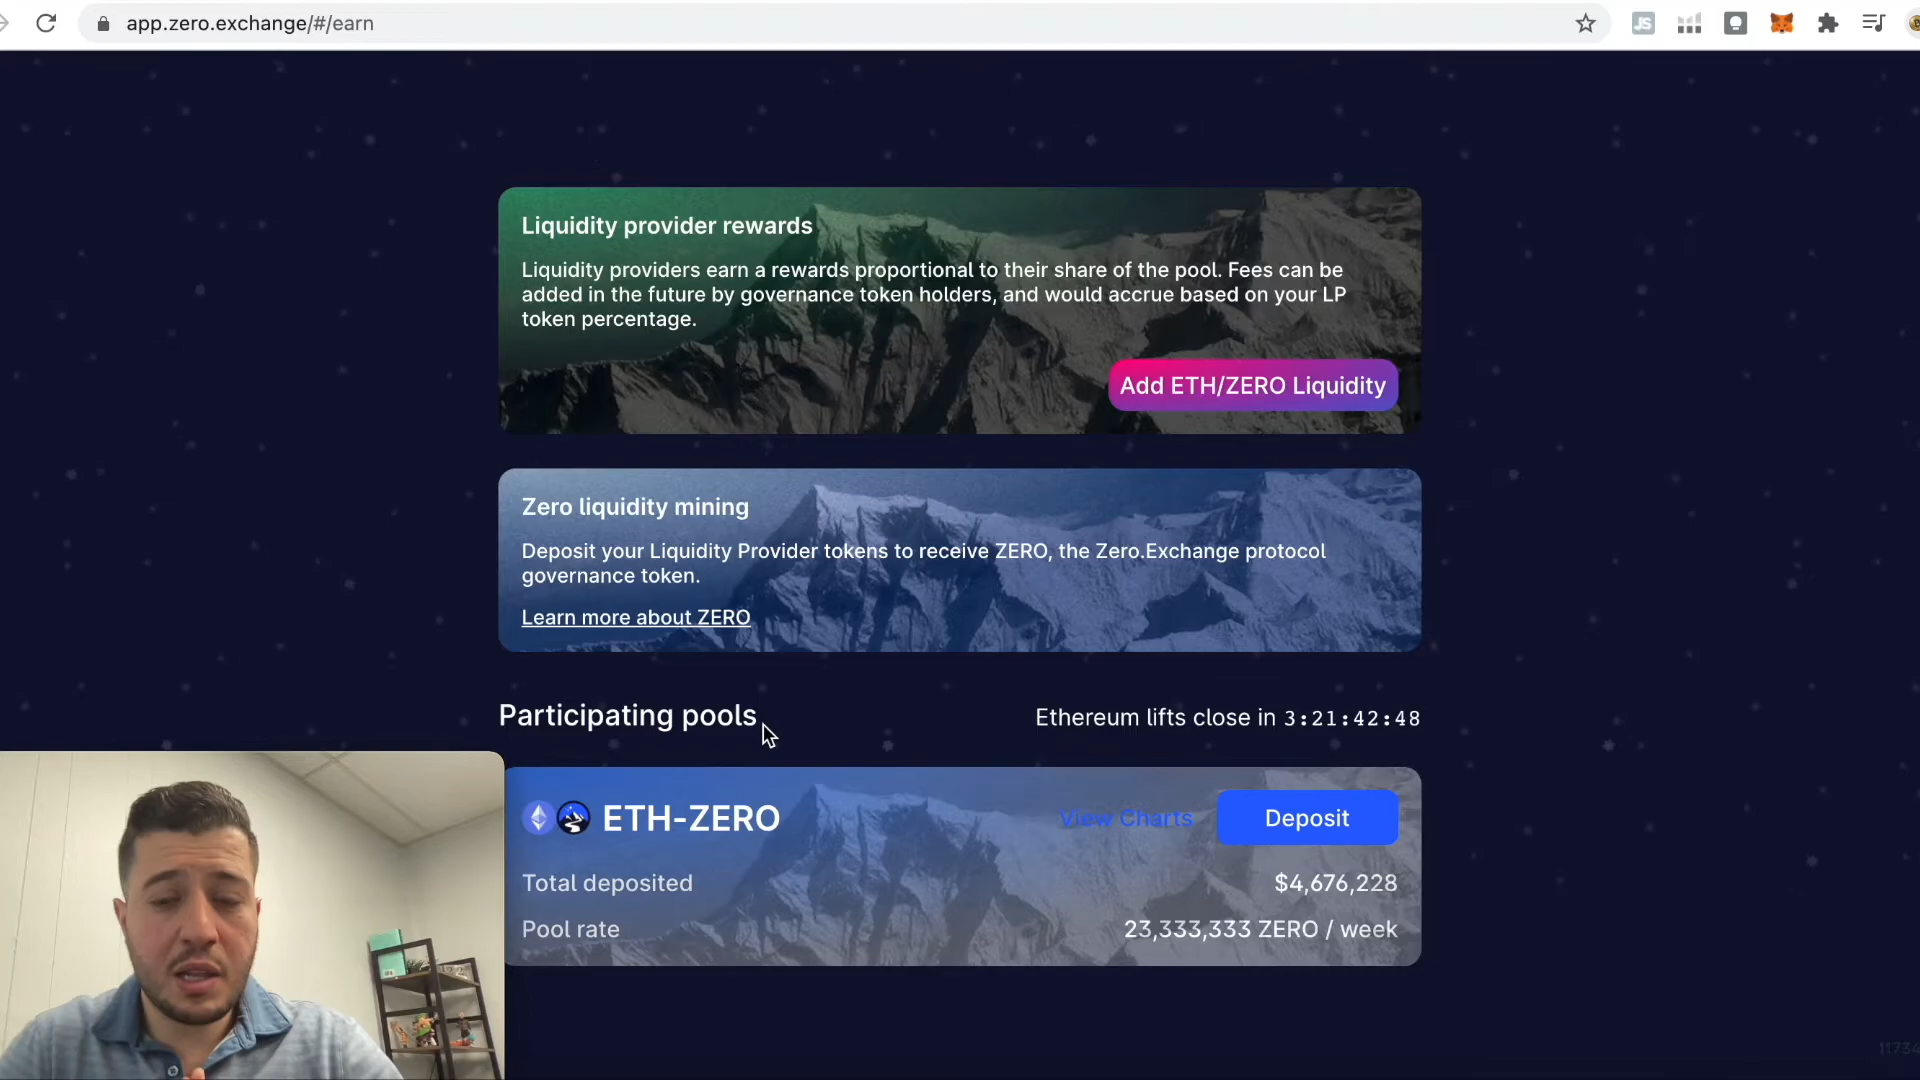 app.zero.exchange/#/earn
JS
Liquidity provider rewards
Liquidity providers earn a rewards proportional to their share of the pool. Fees can be
added in the future by governance token holders, and would accrue based on your LP
token percentage.
Add ETH/ZERO Liquidity
Zero liquidity mining
Deposit your Liquidity Provider tokens to receive ZERO, the Zero.Exchange protocol
governance token.
Learn more about ZERO
Participating pools
Ethereum lifts close in 3:21:42:48
ETH-ZERO
View Charts
Deposit
Total deposited
$4,676,228
Pool rate
23,333,333 ZERO / week